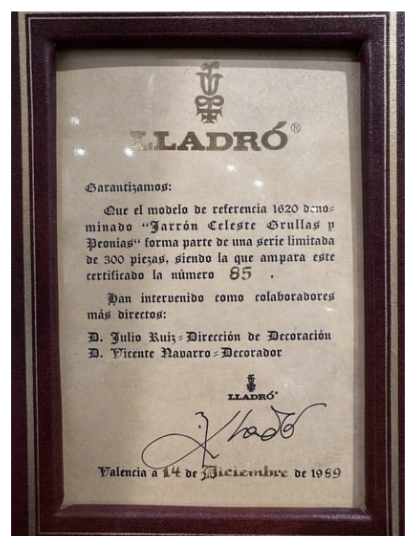 LLADRÓ®
Garantizamos:
Que el modelo de referencia 1620 deno=
minado "Jarrón Celeste Grullas y
Peonías" forma parte de una serie limitada
de 300 piezas, siendo la que ampara este
certificado la número 85 .
Han intervenido como colaboradores
más directos:
D. Julio Ruiz=Dirección de Decoración
D. Vicente Navarro=Decorador
LLADRÓ
Lladró
Valencia a 14 de Diciembre de 1989